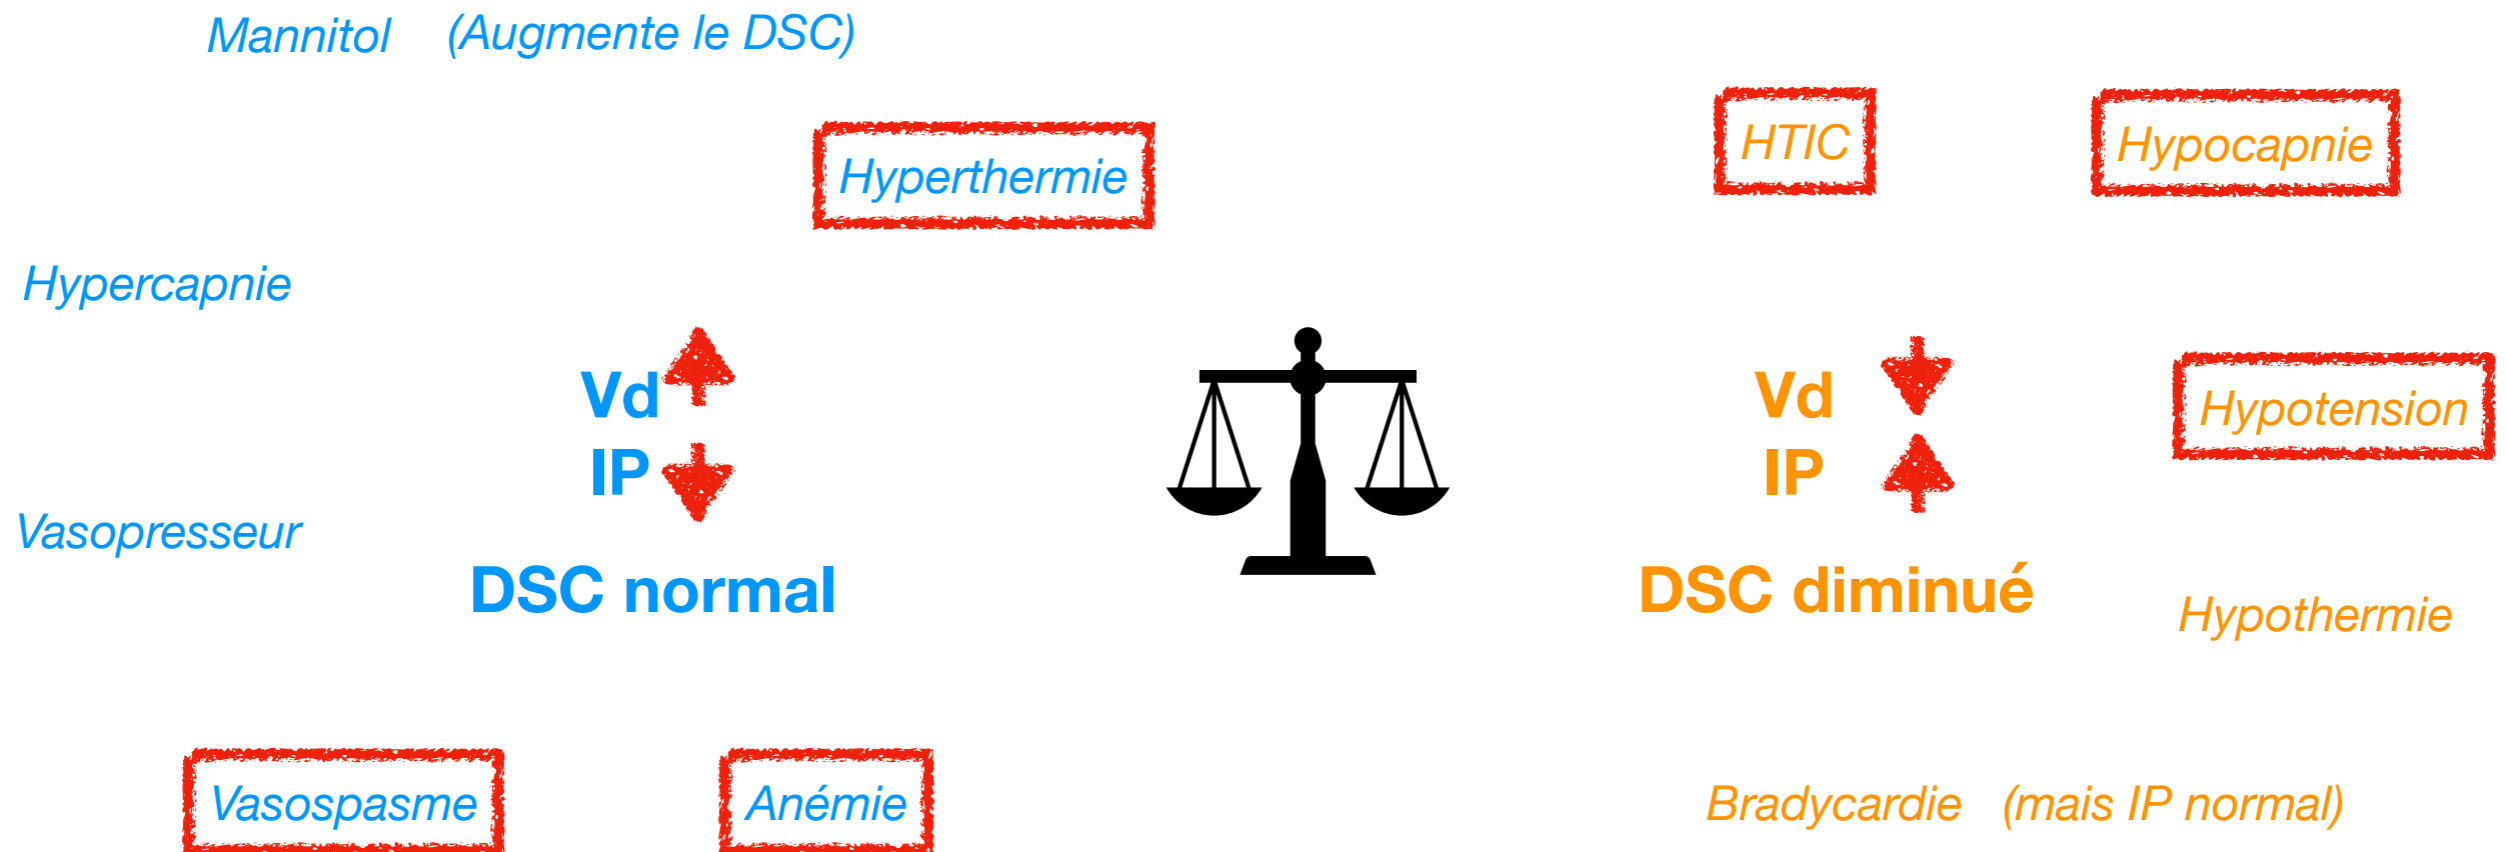 Mannitol (Augmente le DSC)
Hyperthermie
Hypercapnie
Vd
IP
Vasopresseur
DSC normal
Vasospasme
Anémie
HTIC
Hypocapnie
Vd
IP
Hypotension
DSC diminué
Hypothermie
Bradycardie (mais IP normal)